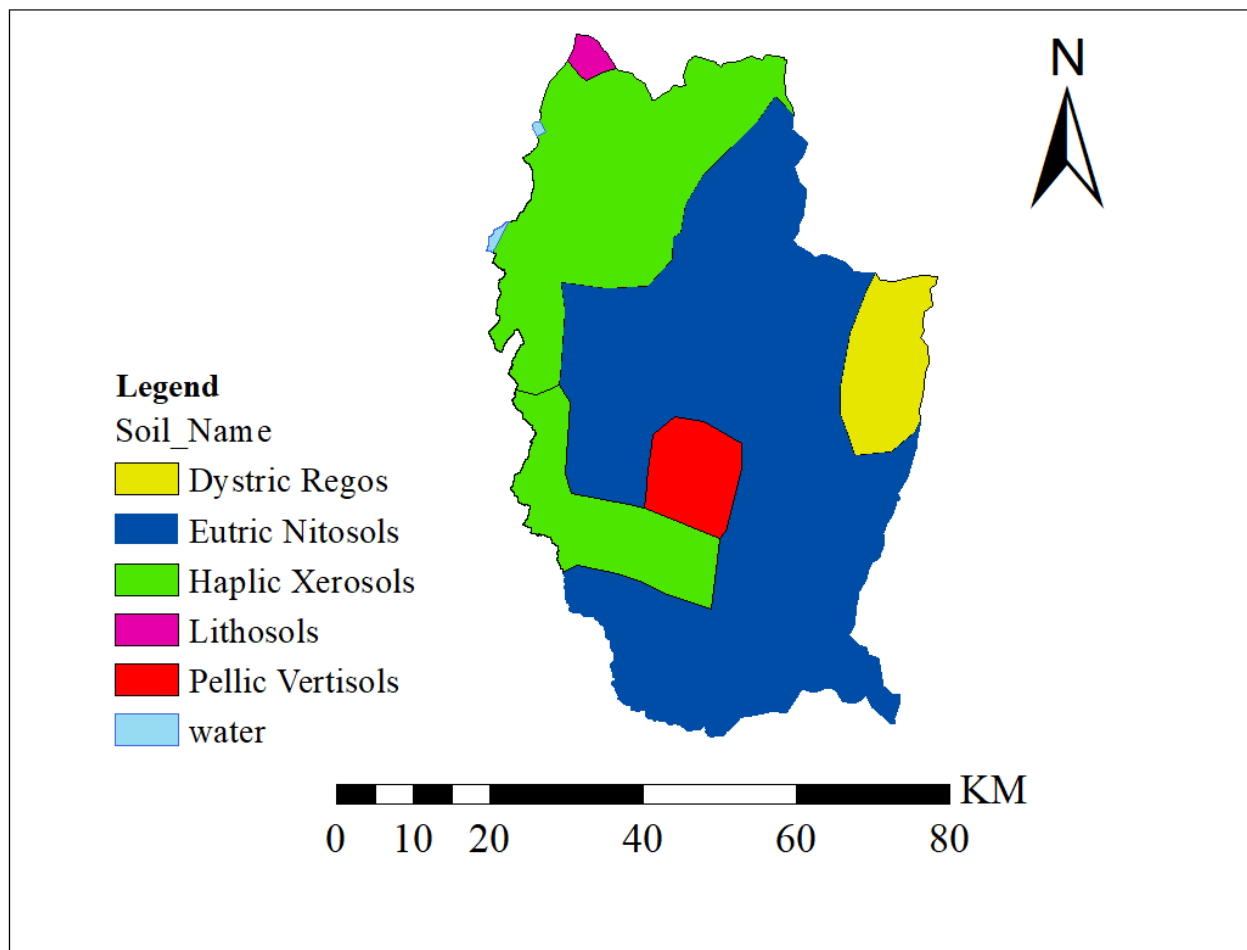 N
Legend
Soil_Name
Dystric Regos
Eutric Nitosols
Haplic Xerosols
Lithosols
Pellic Vertisols
water
KM
0 10 20 40 60 80